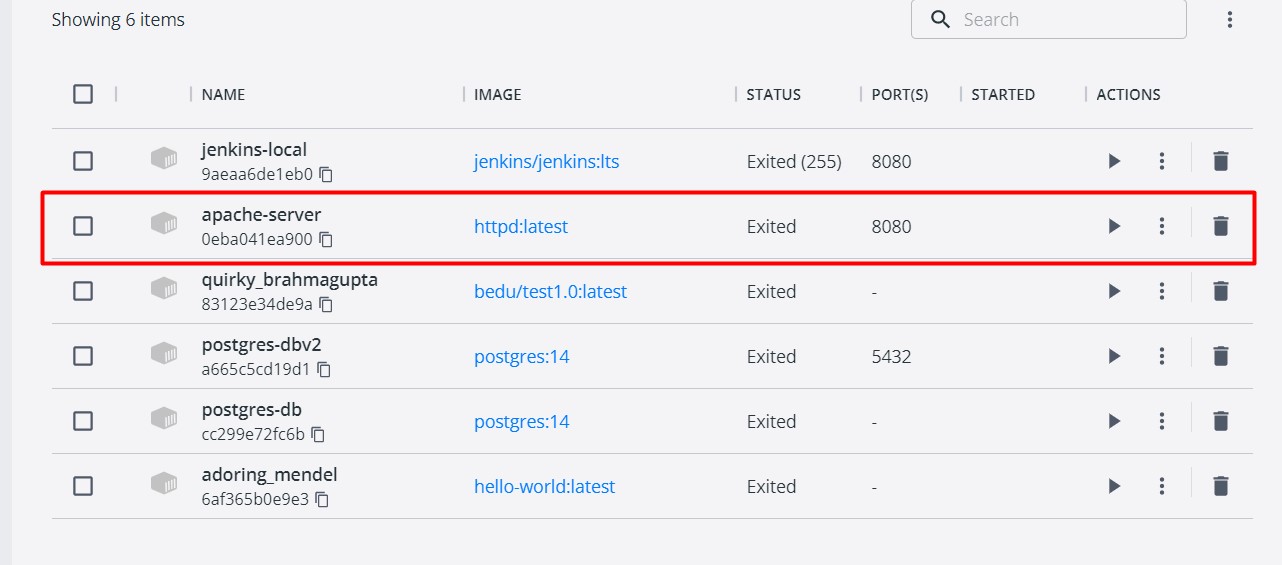 Showing 6 items
Search
NAME IMAGE STATUS PORT(S) STARTED ACTIONS
jenkins-local
9aeaa6de1eb0
jenkins/jenkins:lts Exited (255) 8080
apache-server
0eba041ea900
httpd:latest Exited 8080
quirky_brahmagupta
83123e34de9a
bedu/test1.0:latest Exited -
postgres-dbv2
a665c5cd19d1
postgres:14 Exited 5432
postgres-db
cc299e72fc6b
postgres:14 Exited -
adoring_mendel
6af365b0e9e3
hello-world:latest Exited -